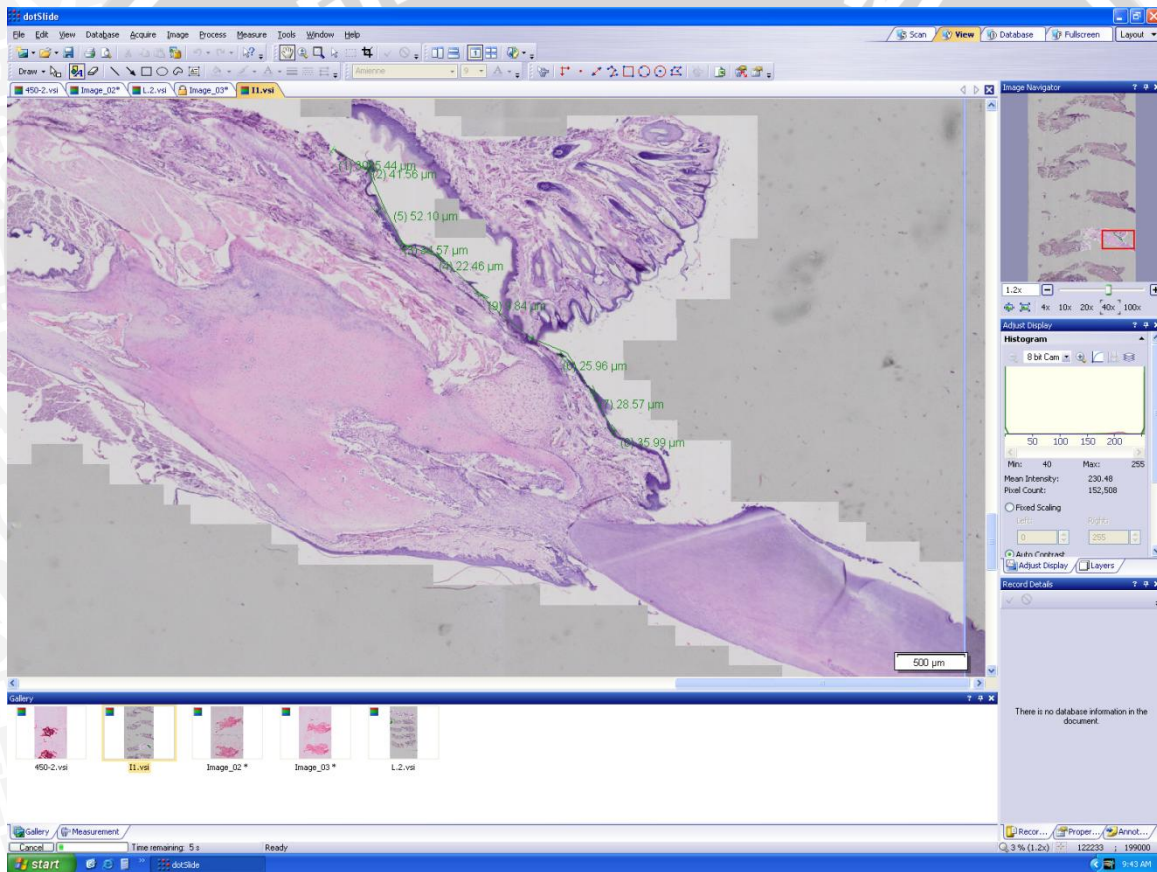 dotSlide
File Edit View Database Acquire Image Process Measure Tools Window Help
Scan View Database Fullscreen Layout
Draw Amienne 9
450-2.vsi Image_02* L.2.vsi Image_03* I1.vsi
(2) 41.56 µm
(5) 52.10 µm
22.46 µm
25.96 µm
28.57 µm
35.99 µm
500 µm
Image Navigator
1.2x
4x 10x 20x 40x 100x
Adjust Display
Histogram
8 bit Cam
50 100 150 200
Min: 40 Max: 255
Mean Intensity: 230.48
Pixel Count: 152,508
Fixed Scaling
Left: Right:
0 255
Auto Contrast
Adjust Display Layers
Record Details
There is no database information in the
document.
Gallery
450-2.vsi I1.vsi Image_02 * Image_03 * L.2.vsi
Gallery Measurement
Recor... Proper... Annot...
Cancel Time remaining: 5 s Ready
3 % (1.2x) 122233 ; 199000
start dotSlide 9:43 AM